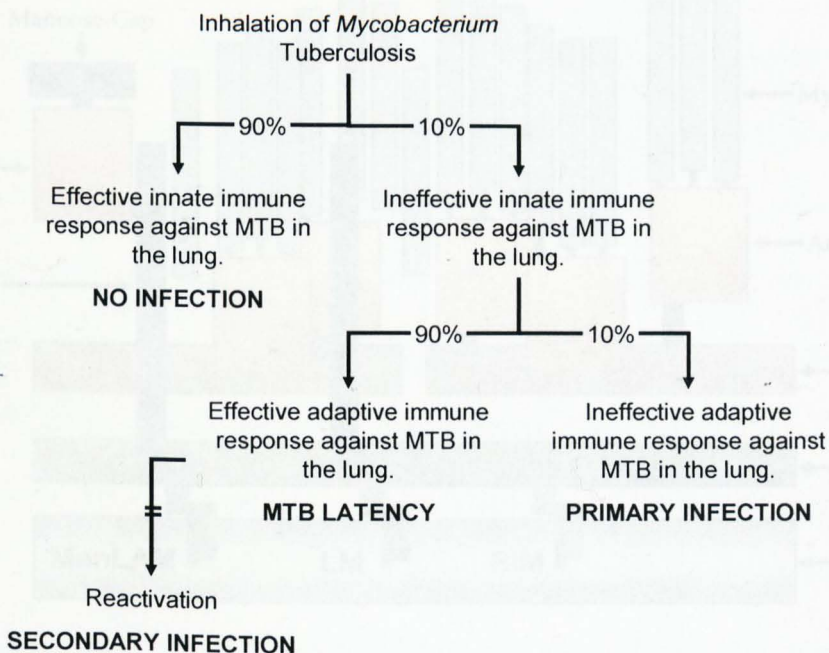 Inhalation of Mycobacterium
Tuberculosis
90%
10%
Effective innate immune
response against MTB in
the lung.
NO INFECTION
Ineffective innate immune
response against MTB in
the lung.
90%
10%
Effective adaptive immune
response against MTB in
the lung.
MTB LATENCY
Ineffective adaptive
immune response against
MTB in the lung.
PRIMARY INFECTION
Reactivation
SECONDARY INFECTION